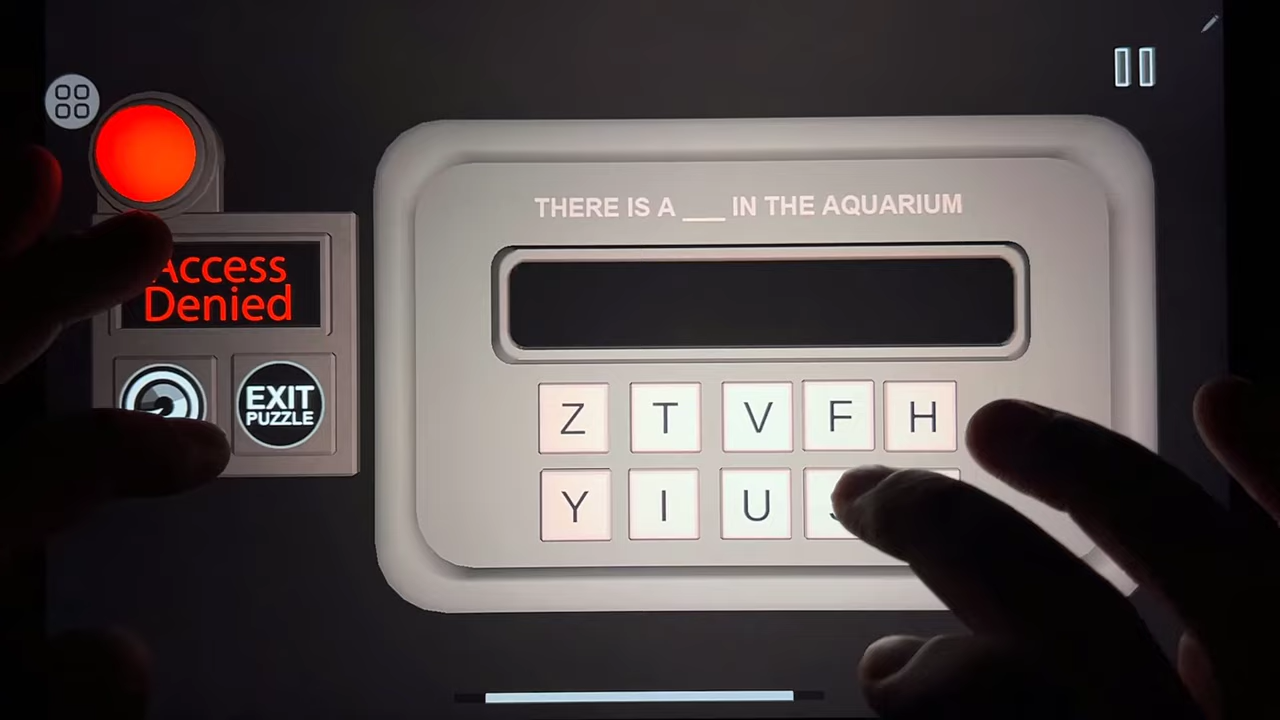 THERE IS A ___ IN THE AQUARIUM
Access
Denied
EXIT
PUZZLE
Z T V F H
Y I U